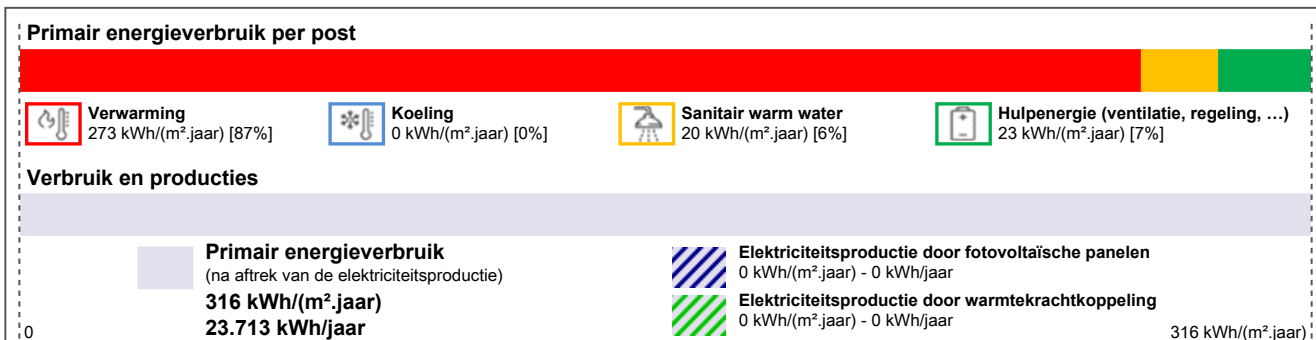 Primair energieverbruik per post
Verwarming
273 kWh/(m².jaar) [87%]
Koeling
0 kWh/(m².jaar) [0%]
Sanitair warm water
20 kWh/(m².jaar) [6%]
Hulpenergie (ventilatie, regeling, …)
23 kWh/(m².jaar) [7%]
Verbruik en producties
Primair energieverbruik
(na aftrek van de elektriciteitsproductie)
316 kWh/(m².jaar)
23.713 kWh/jaar
Elektriciteitsproductie door fotovoltaïsche panelen
0 kWh/(m².jaar) - 0 kWh/jaar
Elektriciteitsproductie door warmtekrachtkoppeling
0 kWh/(m².jaar) - 0 kWh/jaar
0
316 kWh/(m².jaar)